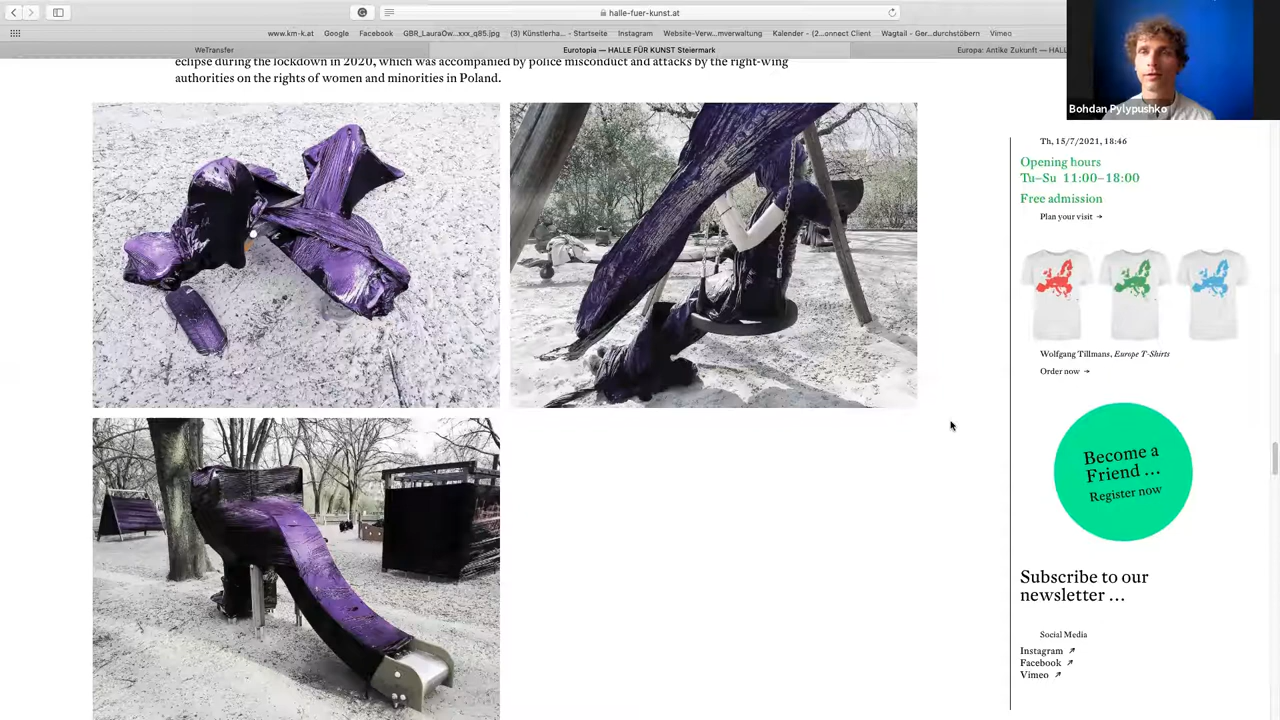 halle-fuer-kunst.at
www.km-k.at Google Facebook GBR_LauraOw...xxx_q85.jpg (3) Künstlerha... - Startseite Instagram Website-Verw...mverwaltung Kalender - (2...onnect Client Wagtail - Ger...durchstöbern Vimeo
WeTransfer Eurotopia — HALLE FÜR KUNST Steiermark Europa: Antike Zukunft — HAL
eclipse during the lockdown in 2020, which was accompanied by police misconduct and attacks by the right-wing
authorities on the rights of women and minorities in Poland.
Bohdan Pylypushko
Th, 15/7/2021, 18:46
Opening hours
Tu–Su 11:00–18:00
Free admission
Plan your visit →
Wolfgang Tillmans, Europe T-Shirts
Order now →
Become a
Friend ...
Register now
Subscribe to our
newsletter ...
Social Media
Instagram ↗
Facebook ↗
Vimeo ↗